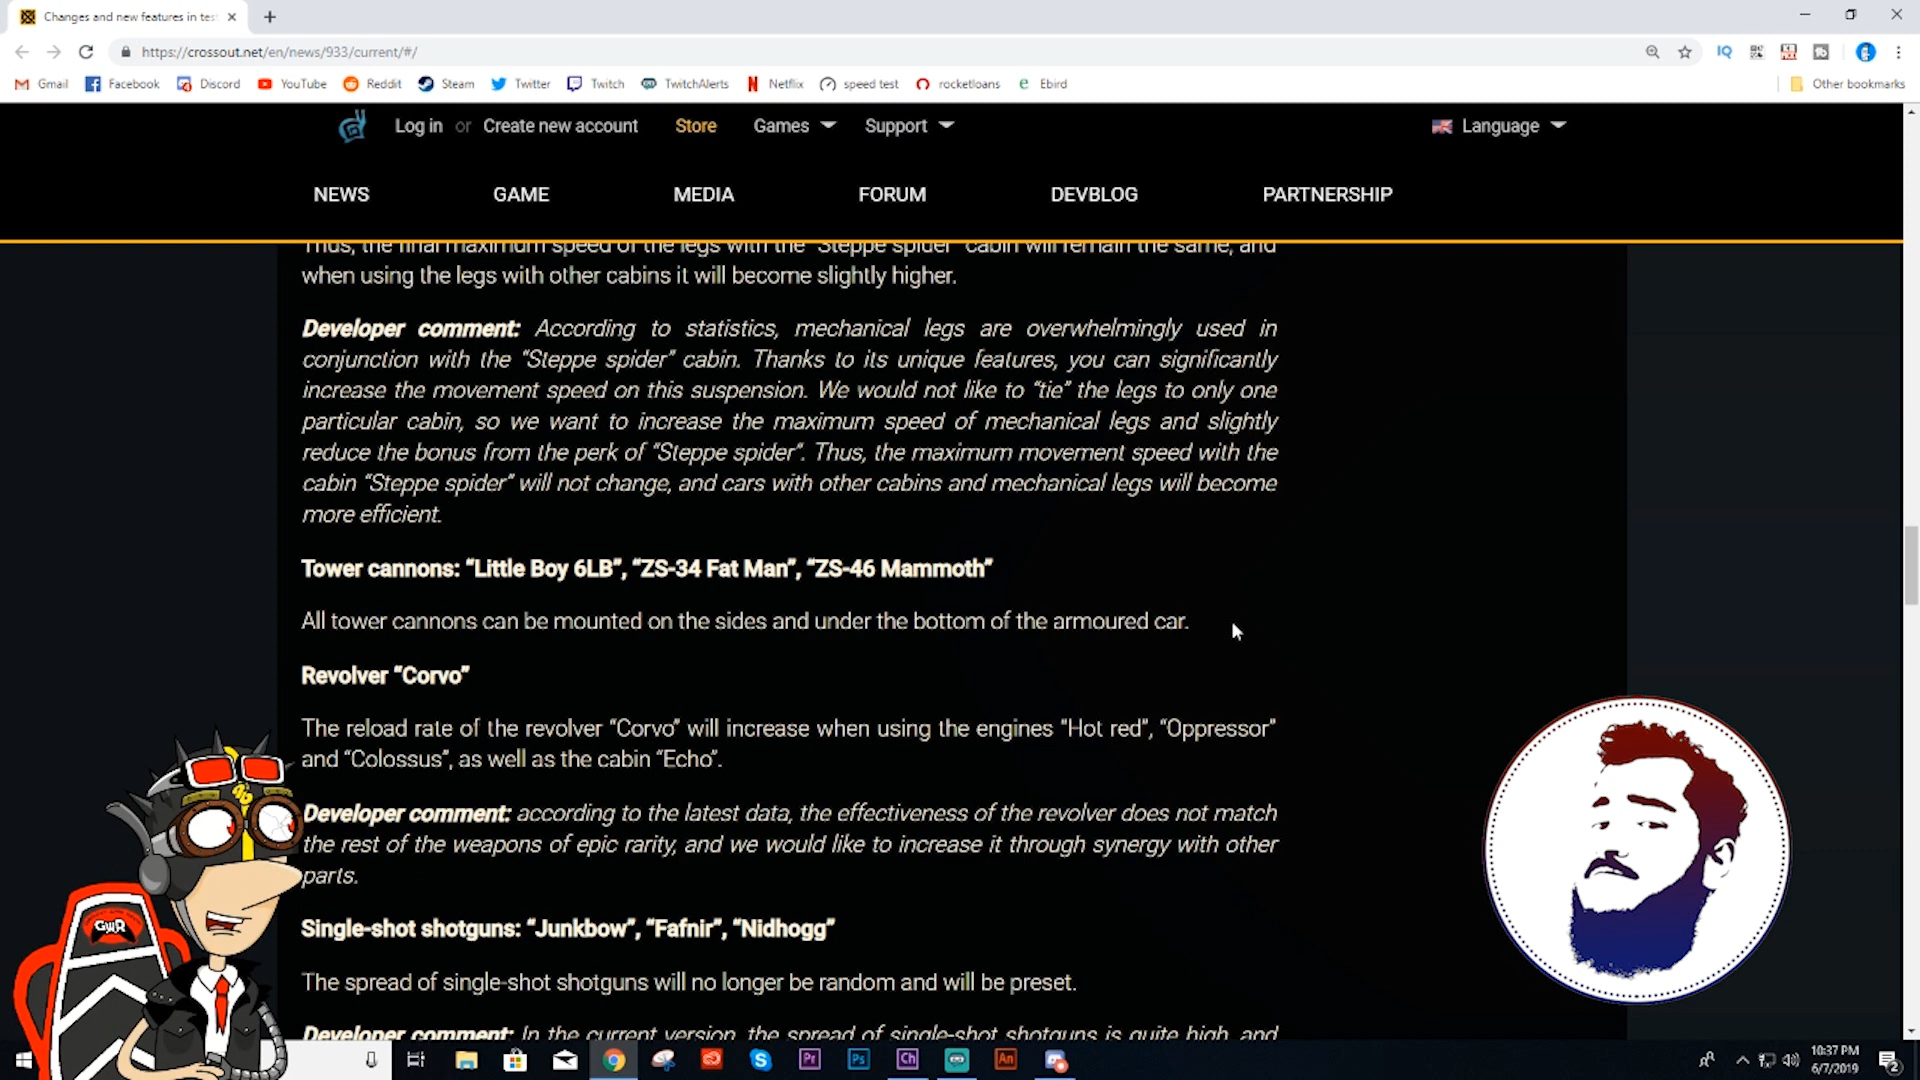 Changes and new features in tes
https://crossout.net/en/news/933/current/#/
Gmail Facebook Discord YouTube Reddit Steam Twitter Twitch TwitchAlerts Netflix speed test rocketloans Ebird Other bookmarks
Log in or Create new account Store Games Support Language
NEWS GAME MEDIA FORUM DEVBLOG PARTNERSHIP
Thus, the final maximum speed of the legs with the "Steppe spider" cabin will remain the same, and
when using the legs with other cabins it will become slightly higher.
Developer comment: According to statistics, mechanical legs are overwhelmingly used in
conjunction with the “Steppe spider” cabin. Thanks to its unique features, you can significantly
increase the movement speed on this suspension. We would not like to “tie” the legs to only one
particular cabin, so we want to increase the maximum speed of mechanical legs and slightly
reduce the bonus from the perk of “Steppe spider”. Thus, the maximum movement speed with the
cabin “Steppe spider” will not change, and cars with other cabins and mechanical legs will become
more efficient.
Tower cannons: “Little Boy 6LB”, “ZS-34 Fat Man”, “ZS-46 Mammoth”
All tower cannons can be mounted on the sides and under the bottom of the armoured car.
Revolver “Corvo”
The reload rate of the revolver “Corvo” will increase when using the engines “Hot red”, “Oppressor”
and “Colossus”, as well as the cabin “Echo”.
Developer comment: according to the latest data, the effectiveness of the revolver does not match
the rest of the weapons of epic rarity, and we would like to increase it through synergy with other
parts.
Single-shot shotguns: “Junkbow”, “Fafnir”, “Nidhogg”
The spread of single-shot shotguns will no longer be random and will be preset.
Developer comment: In the current version, the spread of single-shot shotguns is quite high, and
GWR
Pr Ps Ch An
10:37 PM
6/7/2019
2